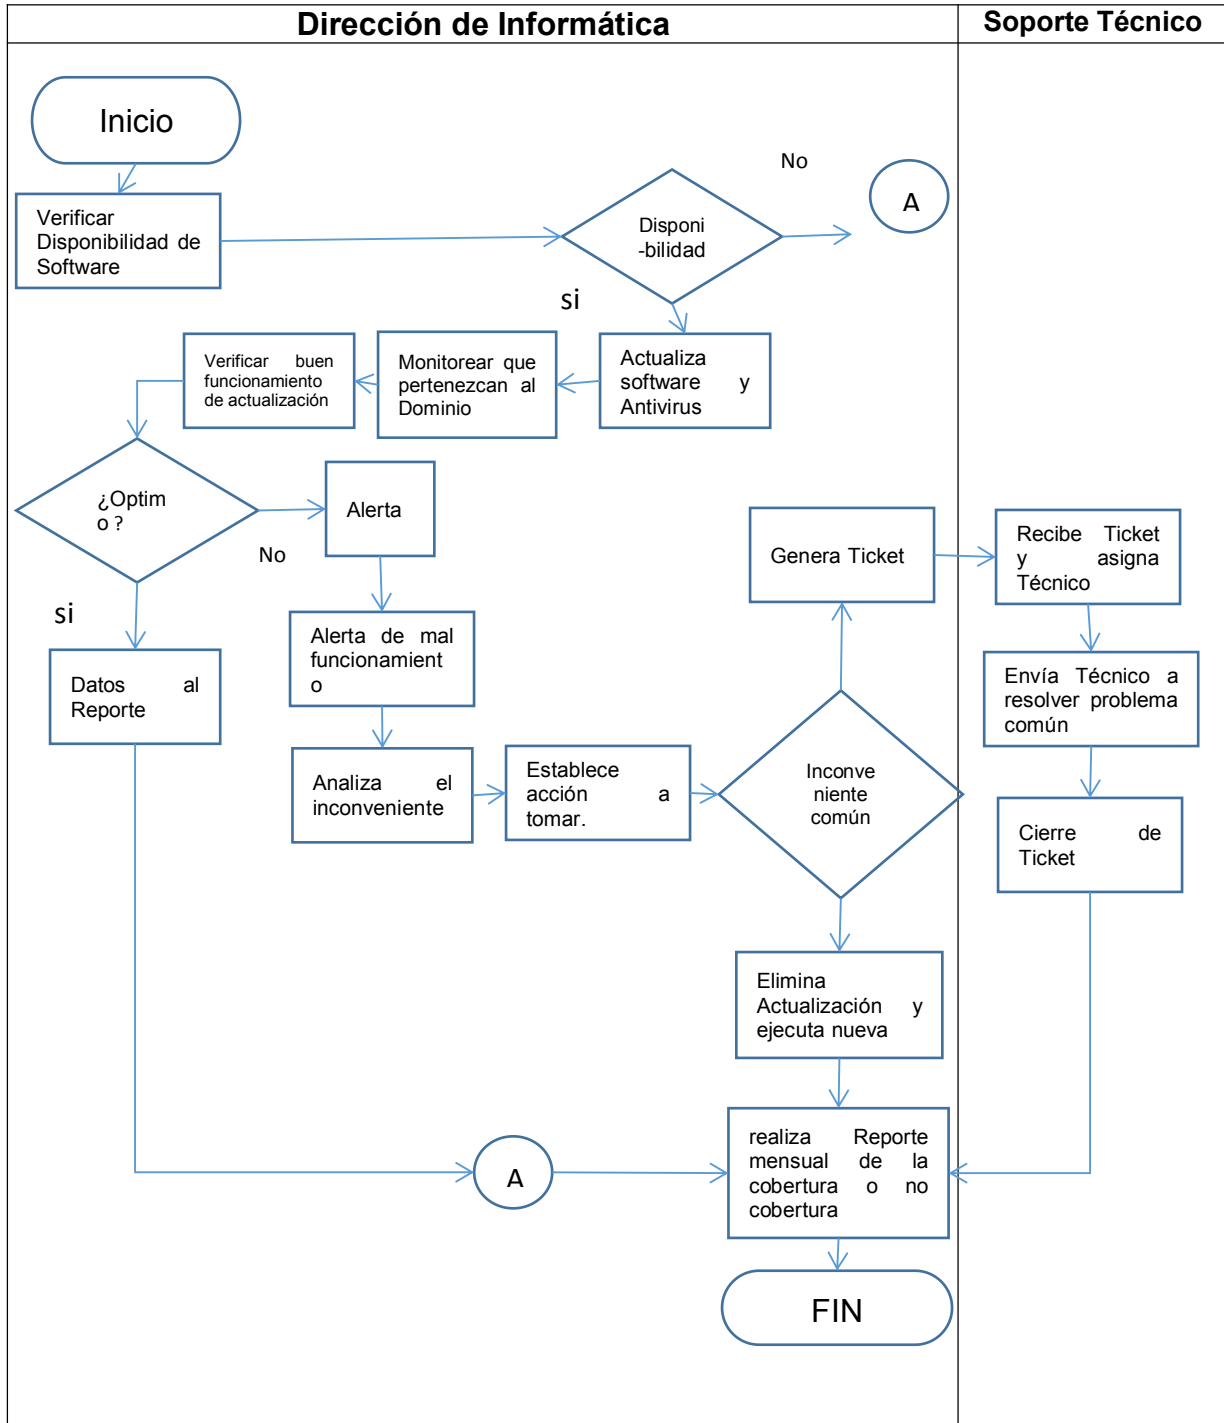 Dirección de Informática
Soporte Técnico
Inicio
No
A
Verificar
Disponibilidad de
Software
Disponi
-bilidad
si
Actualiza
software y
Antivirus
Monitorear que
pertenezcan al
Dominio
Verificar buen
funcionamiento
de actualización
¿Optim
o ?
No
Alerta
si
Alerta de mal
funcionamient
o
Datos al
Reporte
Analiza el
inconveniente
Establece
acción a
tomar.
Inconve
niente
común
Genera Ticket
Recibe Ticket
y asigna
Técnico
Envía Técnico a
resolver problema
común
Cierre de
Ticket
Elimina
Actualización y
ejecuta nueva
A
realiza Reporte
mensual de la
cobertura o no
cobertura
FIN